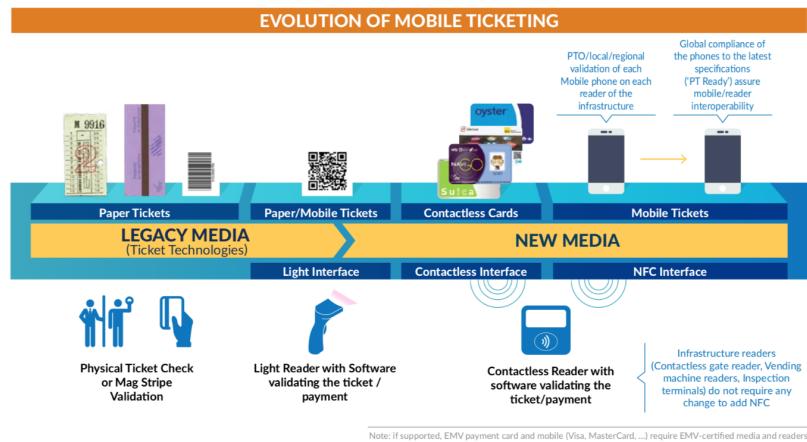 EVOLUTION OF MOBILE TICKETING
PTO/local/regional
validation of each
Mobile phone on each
reader of the
infrastructure
Global compliance of
the phones to the latest
specifications
('PT Ready') assure
mobile/reader
interoperability
N 9916
oyster
GO
Suica
Paper Tickets
Paper/Mobile Tickets
Contactless Cards
Mobile Tickets
LEGACY MEDIA
(Ticket Technologies)
NEW MEDIA
Light Interface
Contactless Interface
NFC Interface
Physical Ticket Check
or Mag Stripe
Validation
Light Reader with Software
validating the ticket /
payment
Contactless Reader with
software validating the
ticket/payment
Infrastructure readers
(Contactless gate reader, Vending
machine readers, Inspection
terminals) do not require any
change to add NFC
Note: if supported, EMV payment card and mobile (Visa, MasterCard, ...) require EMV-certified media and readers